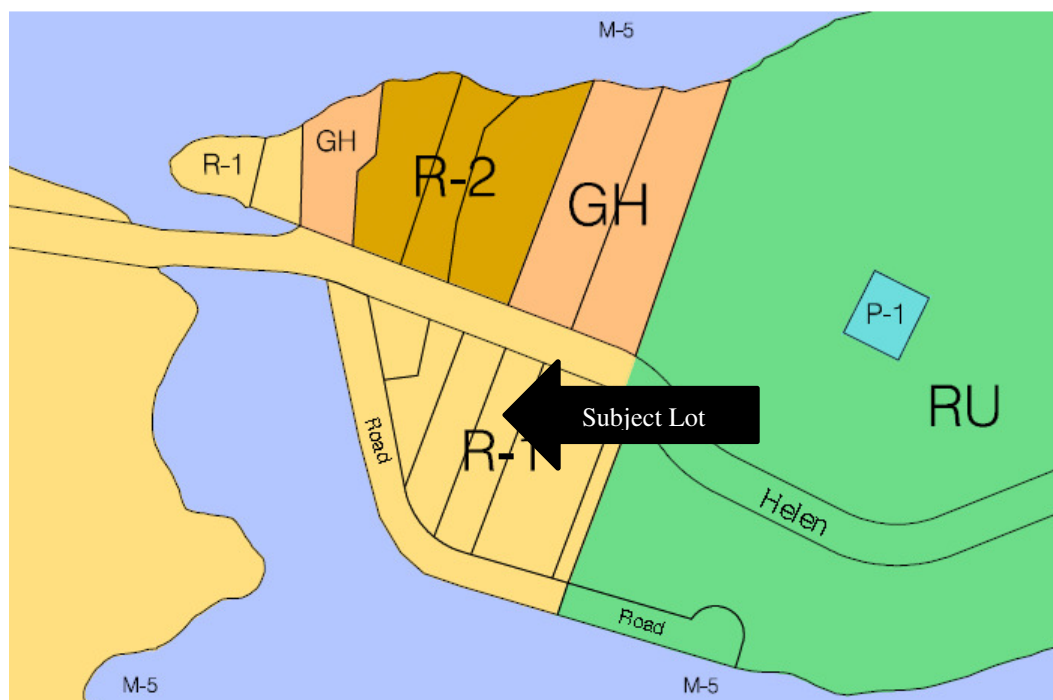 M-5
R-1
GH
R-2
GH
P-1
RU
Subject Lot
R-1
Road
Helen
Road
M-5
M-5